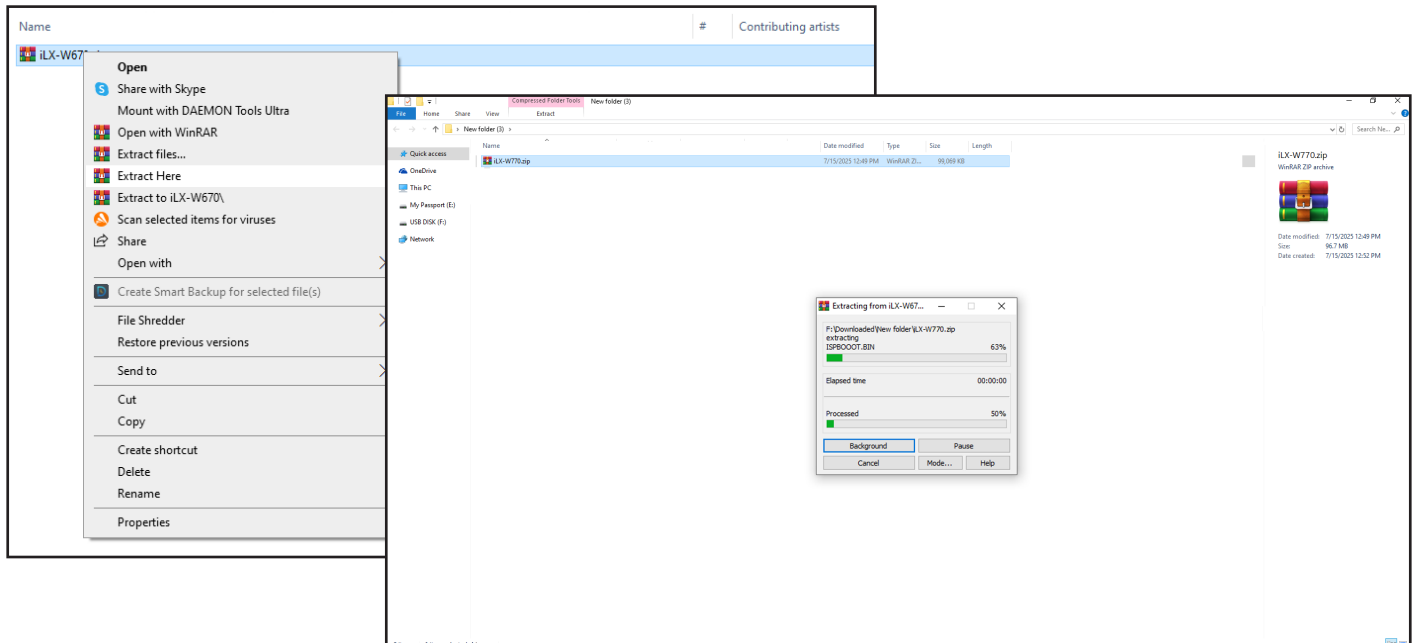 Name # Contributing artists
iLX-W67
Open
Share with Skype
Mount with DAEMON Tools Ultra
Open with WinRAR
Extract files...
Extract Here
Extract to iLX-W670\
Scan selected items for viruses
Share
Open with
Create Smart Backup for selected file(s)
File Shredder
Restore previous versions
Send to
Cut
Copy
Create shortcut
Delete
Rename
Properties
Compressed Folder Tools New folder (3)
File Home Share View Extract
New folder (3)
Search Ne...
Name Date modified Type Size Length
iLX-W770.zip 7/15/2025 12:49 PM WinRAR ZI... 99,069 KB
Quick access
OneDrive
This PC
My Passport (E:)
USB DISK (F:)
Network
iLX-W770.zip
WinRAR ZIP archive
Date modified: 7/15/2025 12:49 PM
Size: 96.7 MB
Date created: 7/15/2025 12:52 PM
Extracting from iLX-W67...
F:\Downloaded\New folder\iLX-W770.zip
extracting
ISPBOOOT.BIN 63%
Elapsed time 00:00:00
Processed 50%
Background Pause
Cancel Mode... Help